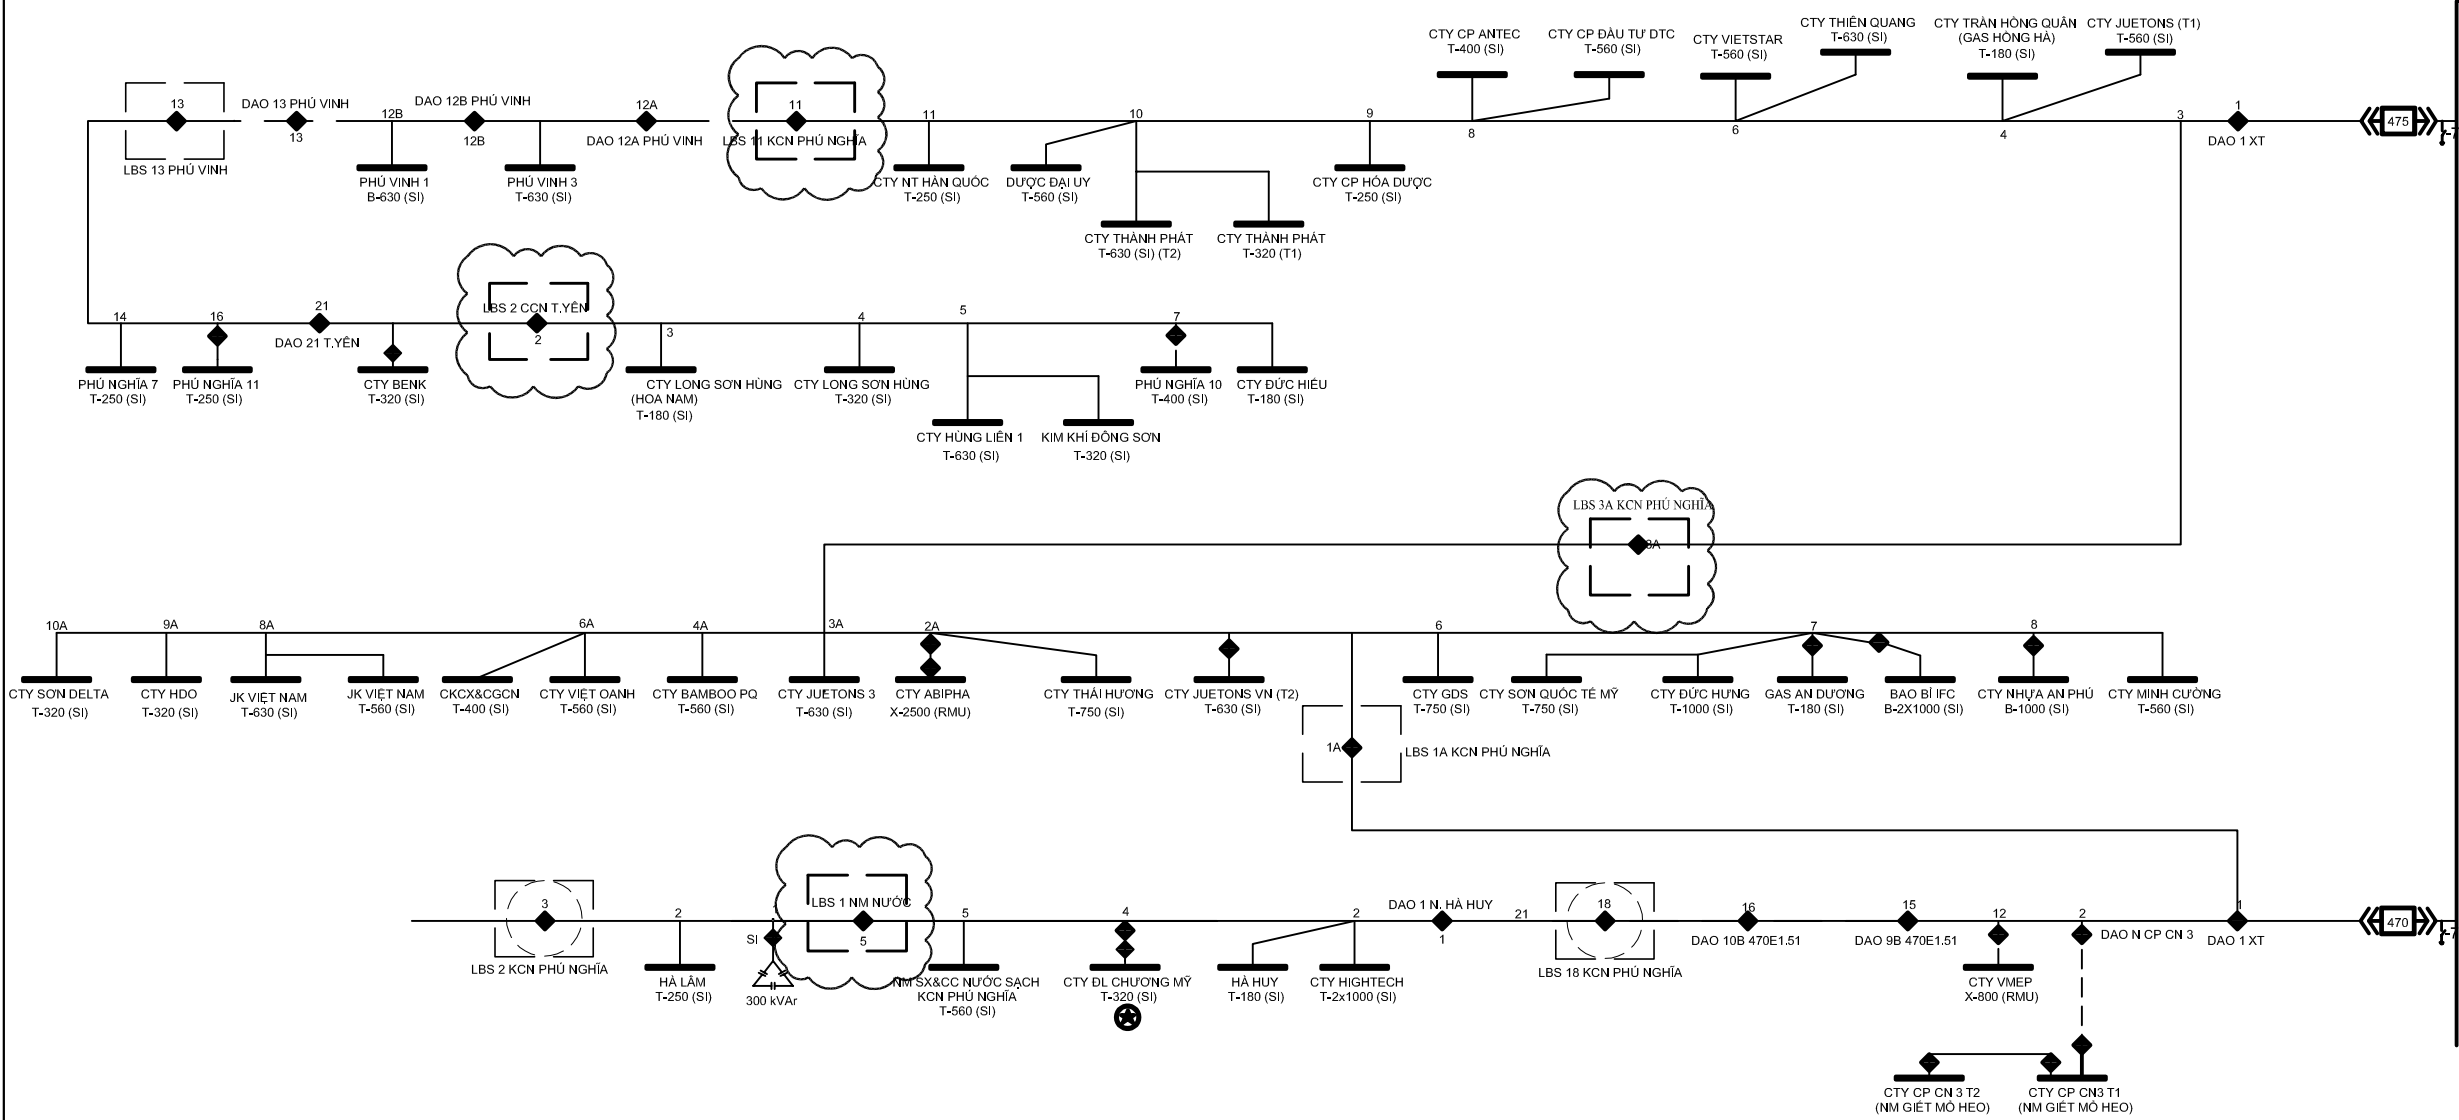 CTY CP ANTEC
T-400 (SI)
CTY CP ĐẦU TƯ DTC
T-560 (SI)
CTY VIETSTAR
T-560 (SI)
CTY THIÊN QUANG
T-630 (SI)
CTY TRẦN HỒNG QUÂN
(GAS HỒNG HÀ)
T-180 (SI)
CTY JUETONS (T1)
T-560 (SI)
13
DAO 13 PHÚ VINH
13
12B
DAO 12B PHÚ VINH
12B
12A
DAO 12A PHÚ VINH
11
LBS 11 KCN PHÚ NGHĨA
11
10
9
8
6
4
3
1
DAO 1 XT
475
LBS 13 PHÚ VINH
PHÚ VINH 1
B-630 (SI)
PHÚ VINH 3
T-630 (SI)
CTY NT HÀN QUỐC
T-250 (SI)
DƯỢC ĐẠI UY
T-560 (SI)
CTY CP HÓA DƯỢC
T-250 (SI)
CTY THÀNH PHÁT
T-630 (SI) (T2)
CTY THÀNH PHÁT
T-320 (T1)
14
16
21
DAO 21 T.YÊN
LBS 2 CCN T.YÊN
2
3
4
5
7
PHÚ NGHĨA 7
T-250 (SI)
PHÚ NGHĨA 11
T-250 (SI)
CTY BENK
T-320 (SI)
CTY LONG SƠN HÙNG
(HOA NAM)
T-180 (SI)
CTY LONG SƠN HÙNG
T-320 (SI)
PHÚ NGHĨA 10
T-400 (SI)
CTY ĐỨC HIẾU
T-180 (SI)
CTY HÙNG LIÊN 1
T-630 (SI)
KIM KHÍ ĐÔNG SƠN
T-320 (SI)
LBS 3A KCN PHÚ NGHĨA
3A
10A
9A
8A
6A
4A
3A
2A
6
7
8
CTY SƠN DELTA
T-320 (SI)
CTY HDO
T-320 (SI)
JK VIỆT NAM
T-630 (SI)
JK VIỆT NAM
T-560 (SI)
CKCX&CGCN
T-400 (SI)
CTY VIỆT OANH
T-560 (SI)
CTY BAMBOO PQ
T-560 (SI)
CTY JUETONS 3
T-630 (SI)
CTY ABIPHA
X-2500 (RMU)
CTY THÁI HƯƠNG
T-750 (SI)
CTY JUETONS VN (T2)
T-630 (SI)
CTY GDS
T-750 (SI)
CTY SƠN QUỐC TẾ MỸ
T-750 (SI)
CTY ĐỨC HƯNG
T-1000 (SI)
GAS AN DƯƠNG
T-180 (SI)
BAO BÌ IFC
B-2X1000 (SI)
CTY NHỰA AN PHÚ
B-1000 (SI)
CTY MINH CƯỜNG
T-560 (SI)
1A
LBS 1A KCN PHÚ NGHĨA
3
LBS 2 KCN PHÚ NGHĨA
2
SI
300 kVAr
LBS 1 NM NƯỚC
5
5
4
2
DAO 1 N. HÀ HUY
1
21
18
LBS 18 KCN PHÚ NGHĨA
16
DAO 10B 470E1.51
15
DAO 9B 470E1.51
12
2
DAO N CP CN 3
1
DAO 1 XT
470
HÀ LÂM
T-250 (SI)
NM SX&CC NƯỚC SẠCH
KCN PHÚ NGHĨA
T-560 (SI)
CTY ĐL CHƯƠNG MỸ
T-320 (SI)
HÀ HUY
T-180 (SI)
CTY HIGHTECH
T-2x1000 (SI)
CTY VMEP
X-800 (RMU)
CTY CP CN 3 T2
(NM GIẾT MỔ HEO)
CTY CP CN3 T1
(NM GIẾT MỔ HEO)